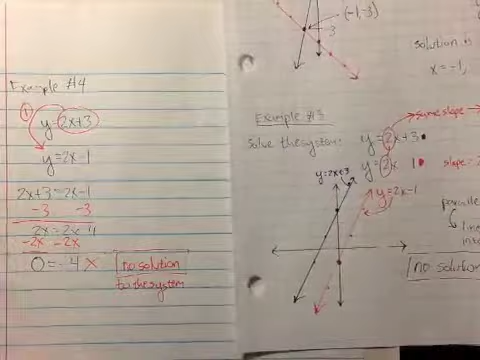 Example #4
①
y=2x+3
y=2x-1
2x+3=2x-1
-3 -3
2x=2x-4
-2x -2x
0=-4 x
no solution
to the system
(-1,-3)
-3
solution is
x=-1,
Example #3
same slope
Solve the system:
y=2x+3
y=2x-1
slope=2
y=2x+3
y=2x-1
no solution